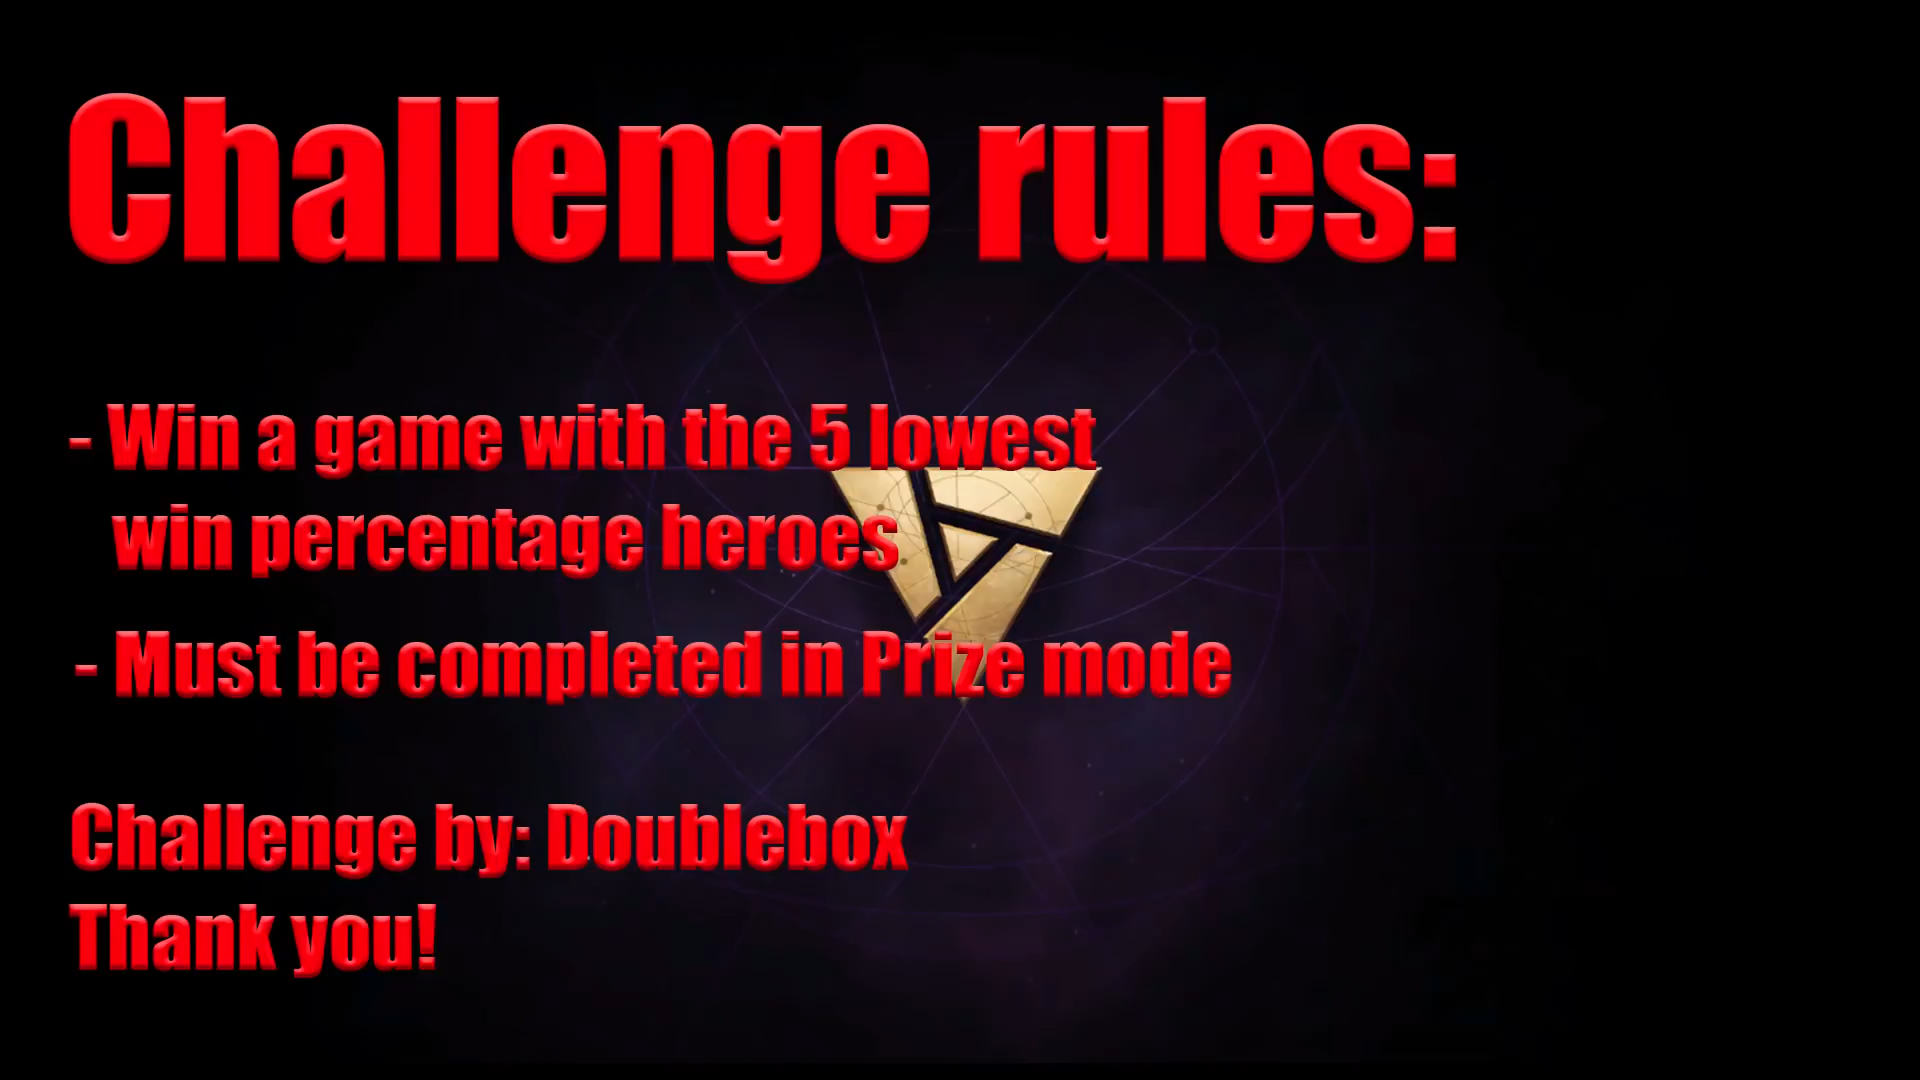 Challenge rules:
- Win a game with the 5 lowest
win percentage heroes
- Must be completed in Prize mode
Challenge by: Doublebox
Thank you!